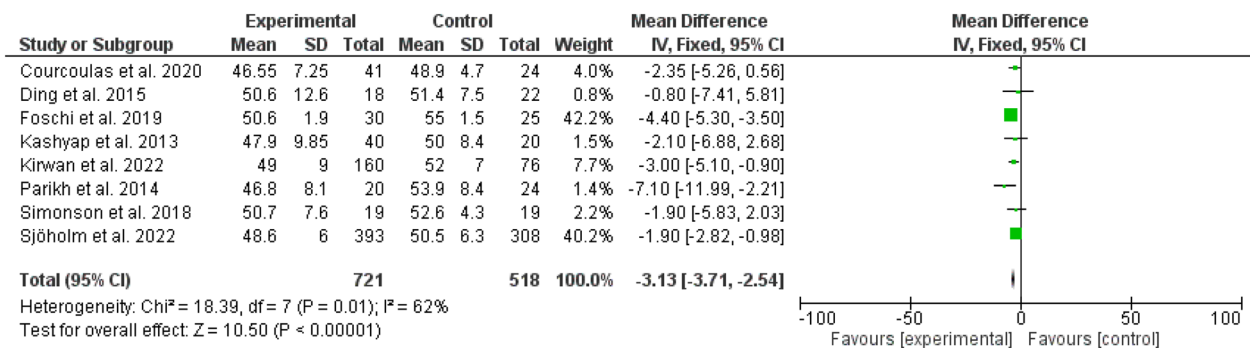 Experimental Control Mean Difference Mean Difference
Study or Subgroup Mean SD Total Mean SD Total Weight IV, Fixed, 95% CI IV, Fixed, 95% CI
Courcoulas et al. 2020 46.55 7.25 41 48.9 4.7 24 4.0% -2.35 [-5.26, 0.56]
Ding et al. 2015 50.6 12.6 18 51.4 7.5 22 0.8% -0.80 [-7.41, 5.81]
Foschi et al. 2019 50.6 1.9 30 55 1.5 25 42.2% -4.40 [-5.30, -3.50]
Kashyap et al. 2013 47.9 9.85 40 50 8.4 20 1.5% -2.10 [-6.88, 2.68]
Kirwan et al. 2022 49 9 160 52 7 76 7.7% -3.00 [-5.10, -0.90]
Parikh et al. 2014 46.8 8.1 20 53.9 8.4 24 1.4% -7.10 [-11.99, -2.21]
Simonson et al. 2018 50.7 7.6 19 52.6 4.3 19 2.2% -1.90 [-5.83, 2.03]
Sjöholm et al. 2022 48.6 6 393 50.5 6.3 308 40.2% -1.90 [-2.82, -0.98]
Total (95% CI) 721 518 100.0% -3.13 [-3.71, -2.54]
Heterogeneity: Chi² = 18.39, df = 7 (P = 0.01); I² = 62%
Test for overall effect: Z = 10.50 (P < 0.00001)
-100 -50 0 50 100
Favours [experimental] Favours [control]